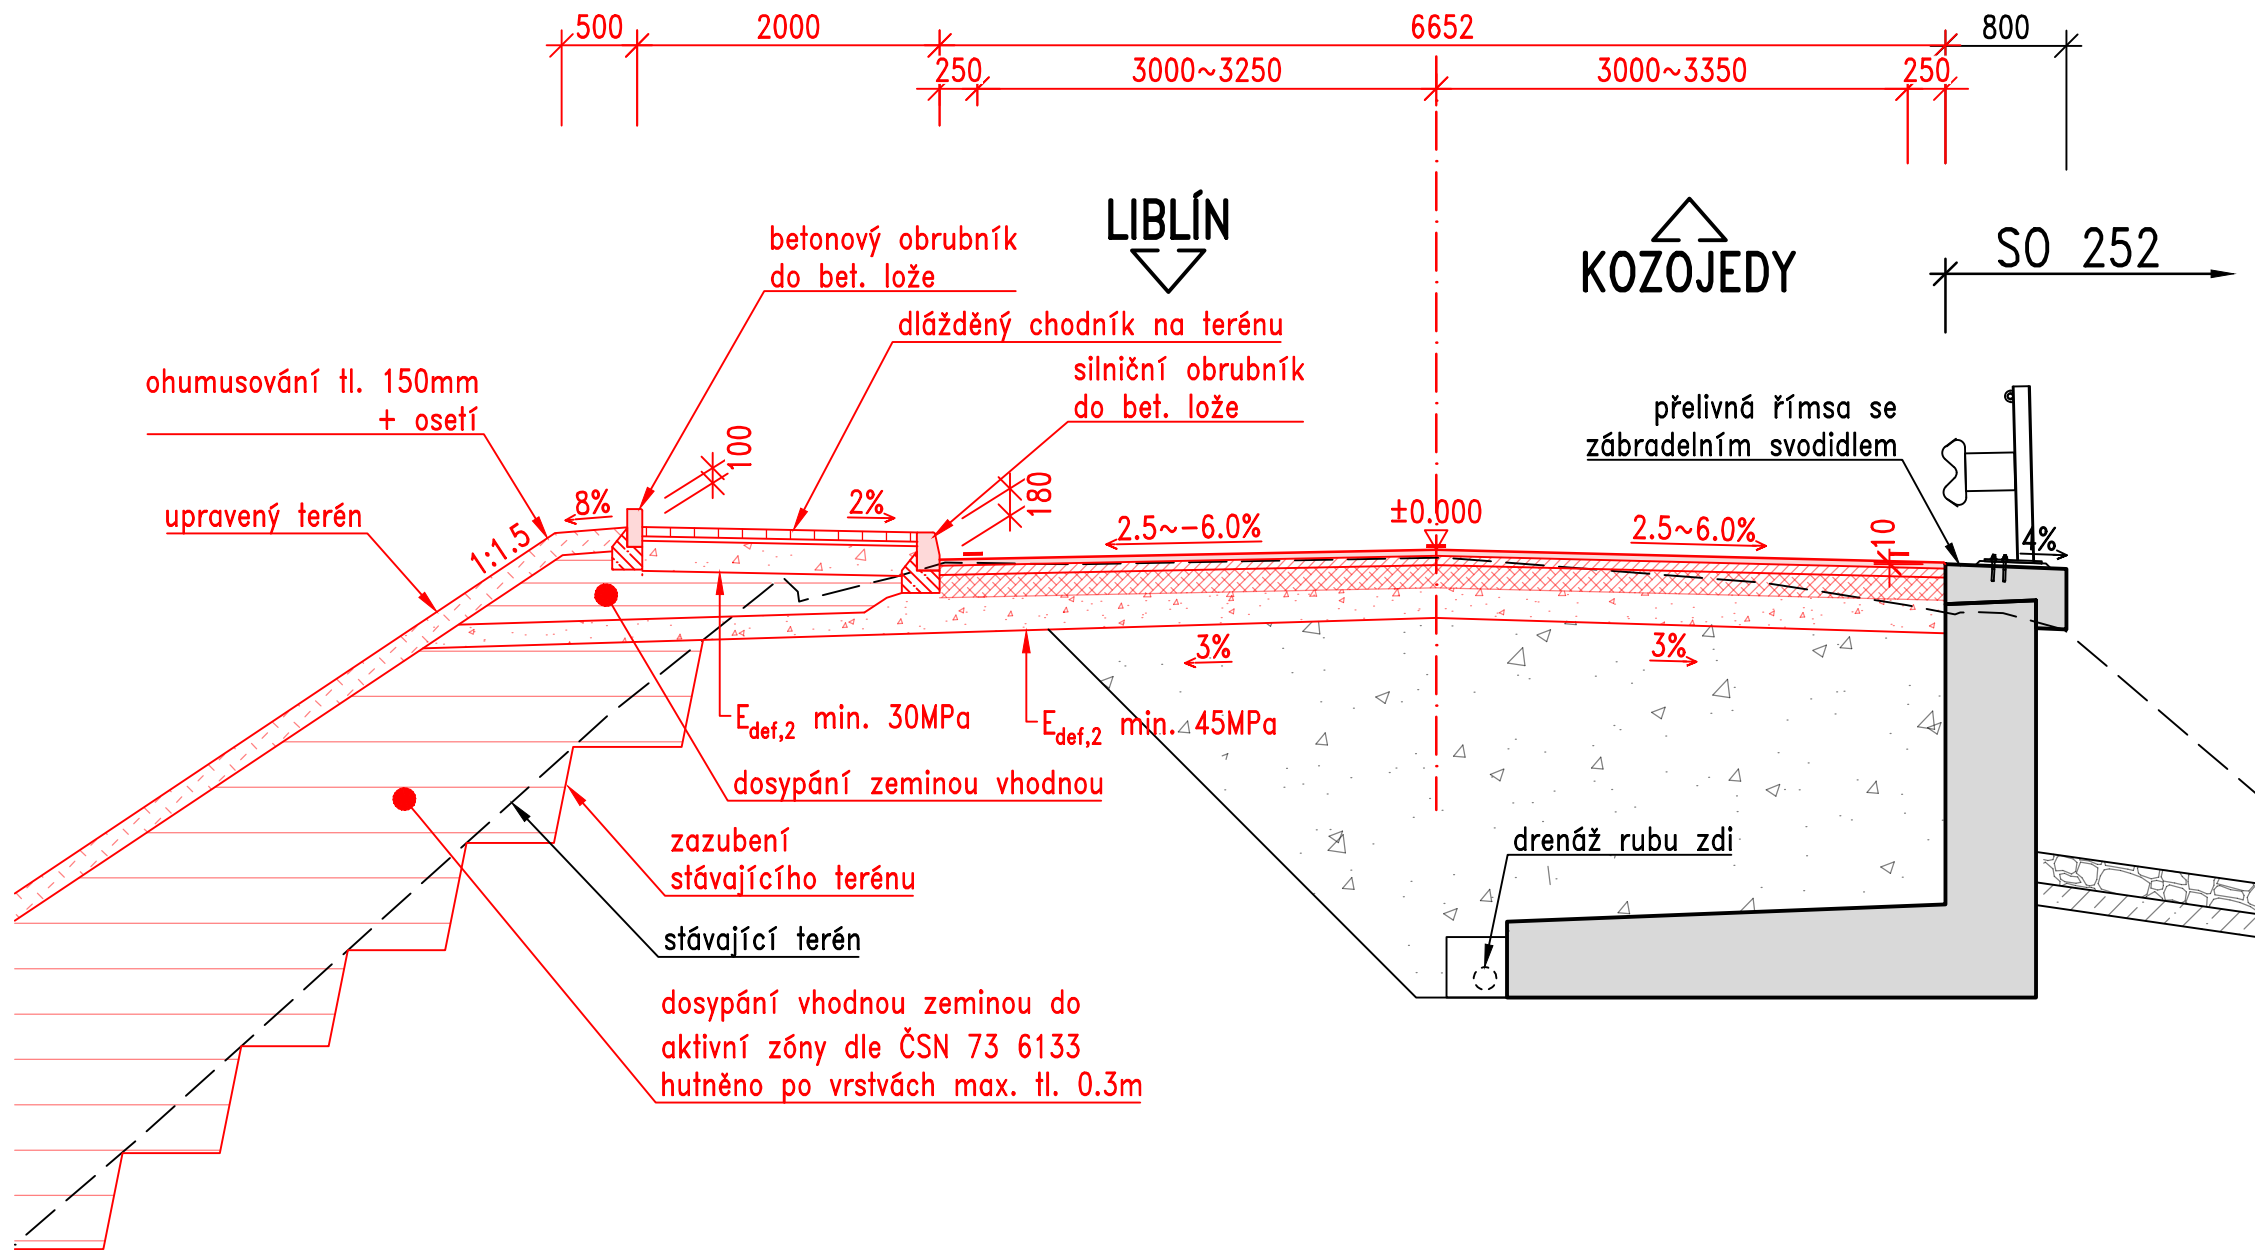 500 2000 6652 800
250 3000~3250 3000~3350 250
LIBLÍN
KOZOJEDY
SO 252
betonový obrubník
do bet. lože
dlážděný chodník na terénu
silniční obrubník
do bet. lože
ohumusování tl. 150mm
+ osetí
upravený terén
1:1.5
8%
100
2%
180
2.5~-6.0%
±0.000
2.5~6.0%
10
přelivná římsa se
zábradelním svodidlem
4%
3%
3%
Edef,2 min. 30MPa
Edef,2 min. 45MPa
dosypání zeminou vhodnou
zazubení
stávajícího terénu
stávající terén
drenáž rubu zdi
dosypání vhodnou zeminou do
aktivní zóny dle ČSN 73 6133
hutněno po vrstvách max. tl. 0.3m